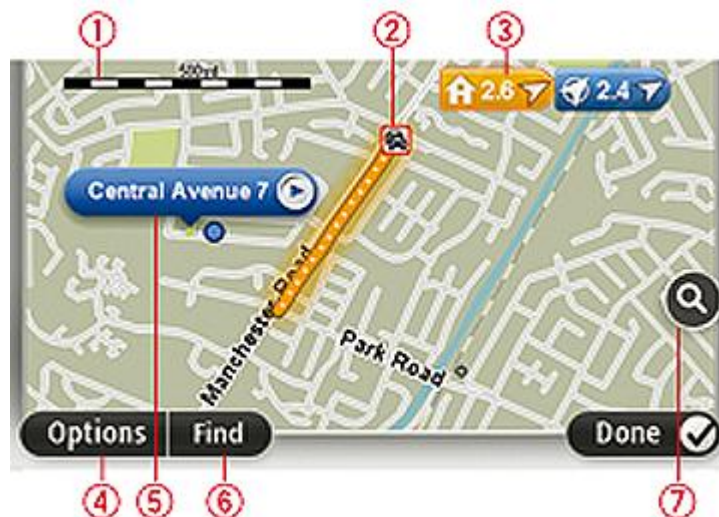 1 2 3
500yd
2.6 2.4
Central Avenue 7
Manchester Road
Park Road
Options Find Done
4 5 6 7